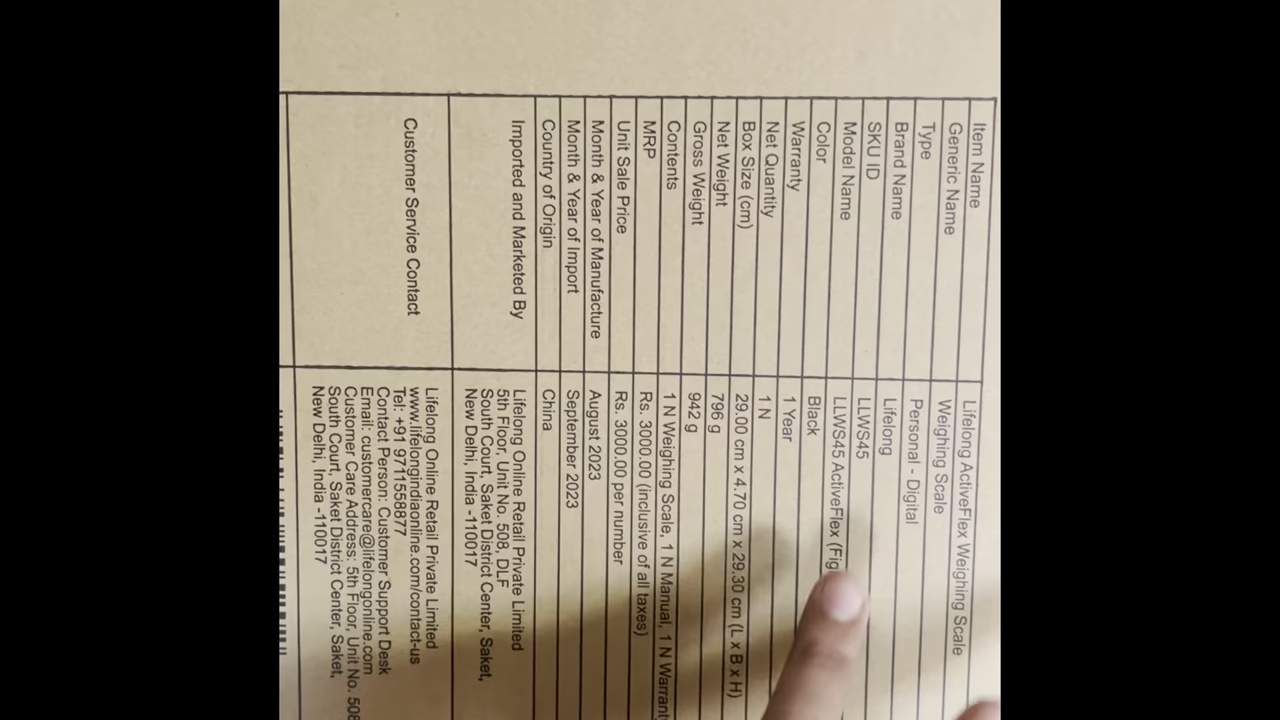 Item Name Lifelong ActiveFlex Weighing Scale
Generic Name Weighing Scale
Type Personal - Digital
Brand Name Lifelong
SKU ID LLWS45
Model Name LLWS45 ActiveFlex (Fig
Color Black
Warranty 1 Year
Net Quantity 1 N
Box Size (cm) 29.00 cm x 4.70 cm x 29.30 cm (L x B x H)
Net Weight 796 g
Gross Weight 942 g
Contents 1 N Weighing Scale, 1 N Manual, 1 N Warrant
MRP Rs. 3000.00 (inclusive of all taxes)
Unit Sale Price Rs. 3000.00 per number
Month & Year of Manufacture August 2023
Month & Year of Import September 2023
Country of Origin China
Imported and Marketed By Lifelong Online Retail Private Limited
5th Floor, Unit No. 508, DLF
South Court, Saket District Center, Saket,
New Delhi, India -110017
Customer Service Contact Lifelong Online Retail Private Limited
www.lifelongindiaonline.com/contact-us
Tel: +91 9711558877
Contact Person: Customer Support Desk
Email: customercare@lifelongonline.com
Customer Care Address: 5th Floor, Unit No. 508
South Court, Saket District Center, Saket,
New Delhi, India -110017